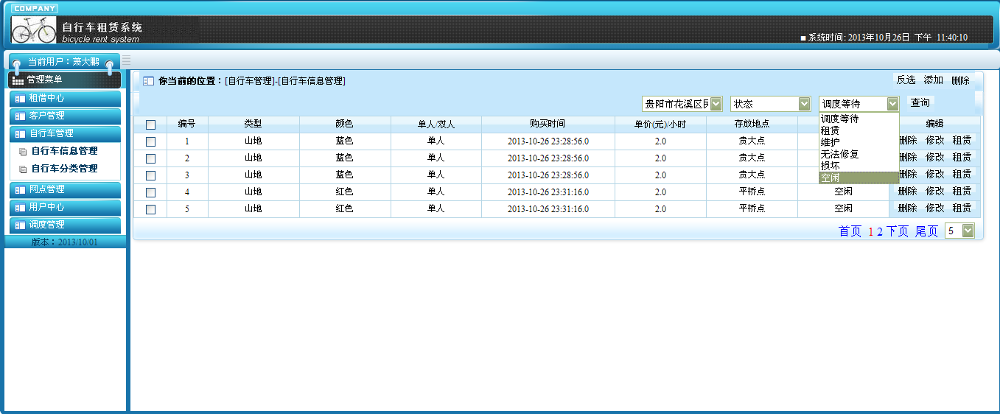 COMPANY
自行车租赁系统
bicycle rent system
■ 系统时间: 2013年10月26日 下午 11:40:10
当前用户：萧大鹏
管理菜单
租借中心
客户管理
自行车管理
自行车信息管理
自行车分类管理
网点管理
用户中心
调度管理
版本：2013/10/01
你当前的位置：[自行车管理]-[自行车信息管理]
反选 添加 删除
贵阳市花溪区 状态 调度等待 查询
调度等待
租赁
维护
无法修复
损坏
空闲
编号 类型 颜色 单人/双人 购买时间 单价(元)/小时 存放地点 编辑
1 山地 蓝色 单人 2013-10-26 23:28:56.0 2.0 贵大点 删除 修改 租赁
2 山地 蓝色 单人 2013-10-26 23:28:56.0 2.0 贵大点 删除 修改 租赁
3 山地 蓝色 单人 2013-10-26 23:28:56.0 2.0 贵大点 删除 修改 租赁
4 山地 红色 单人 2013-10-26 23:31:16.0 2.0 平桥点 空闲 删除 修改 租赁
5 山地 红色 单人 2013-10-26 23:31:16.0 2.0 平桥点 空闲 删除 修改 租赁
首页 1 2 下页 尾页 5